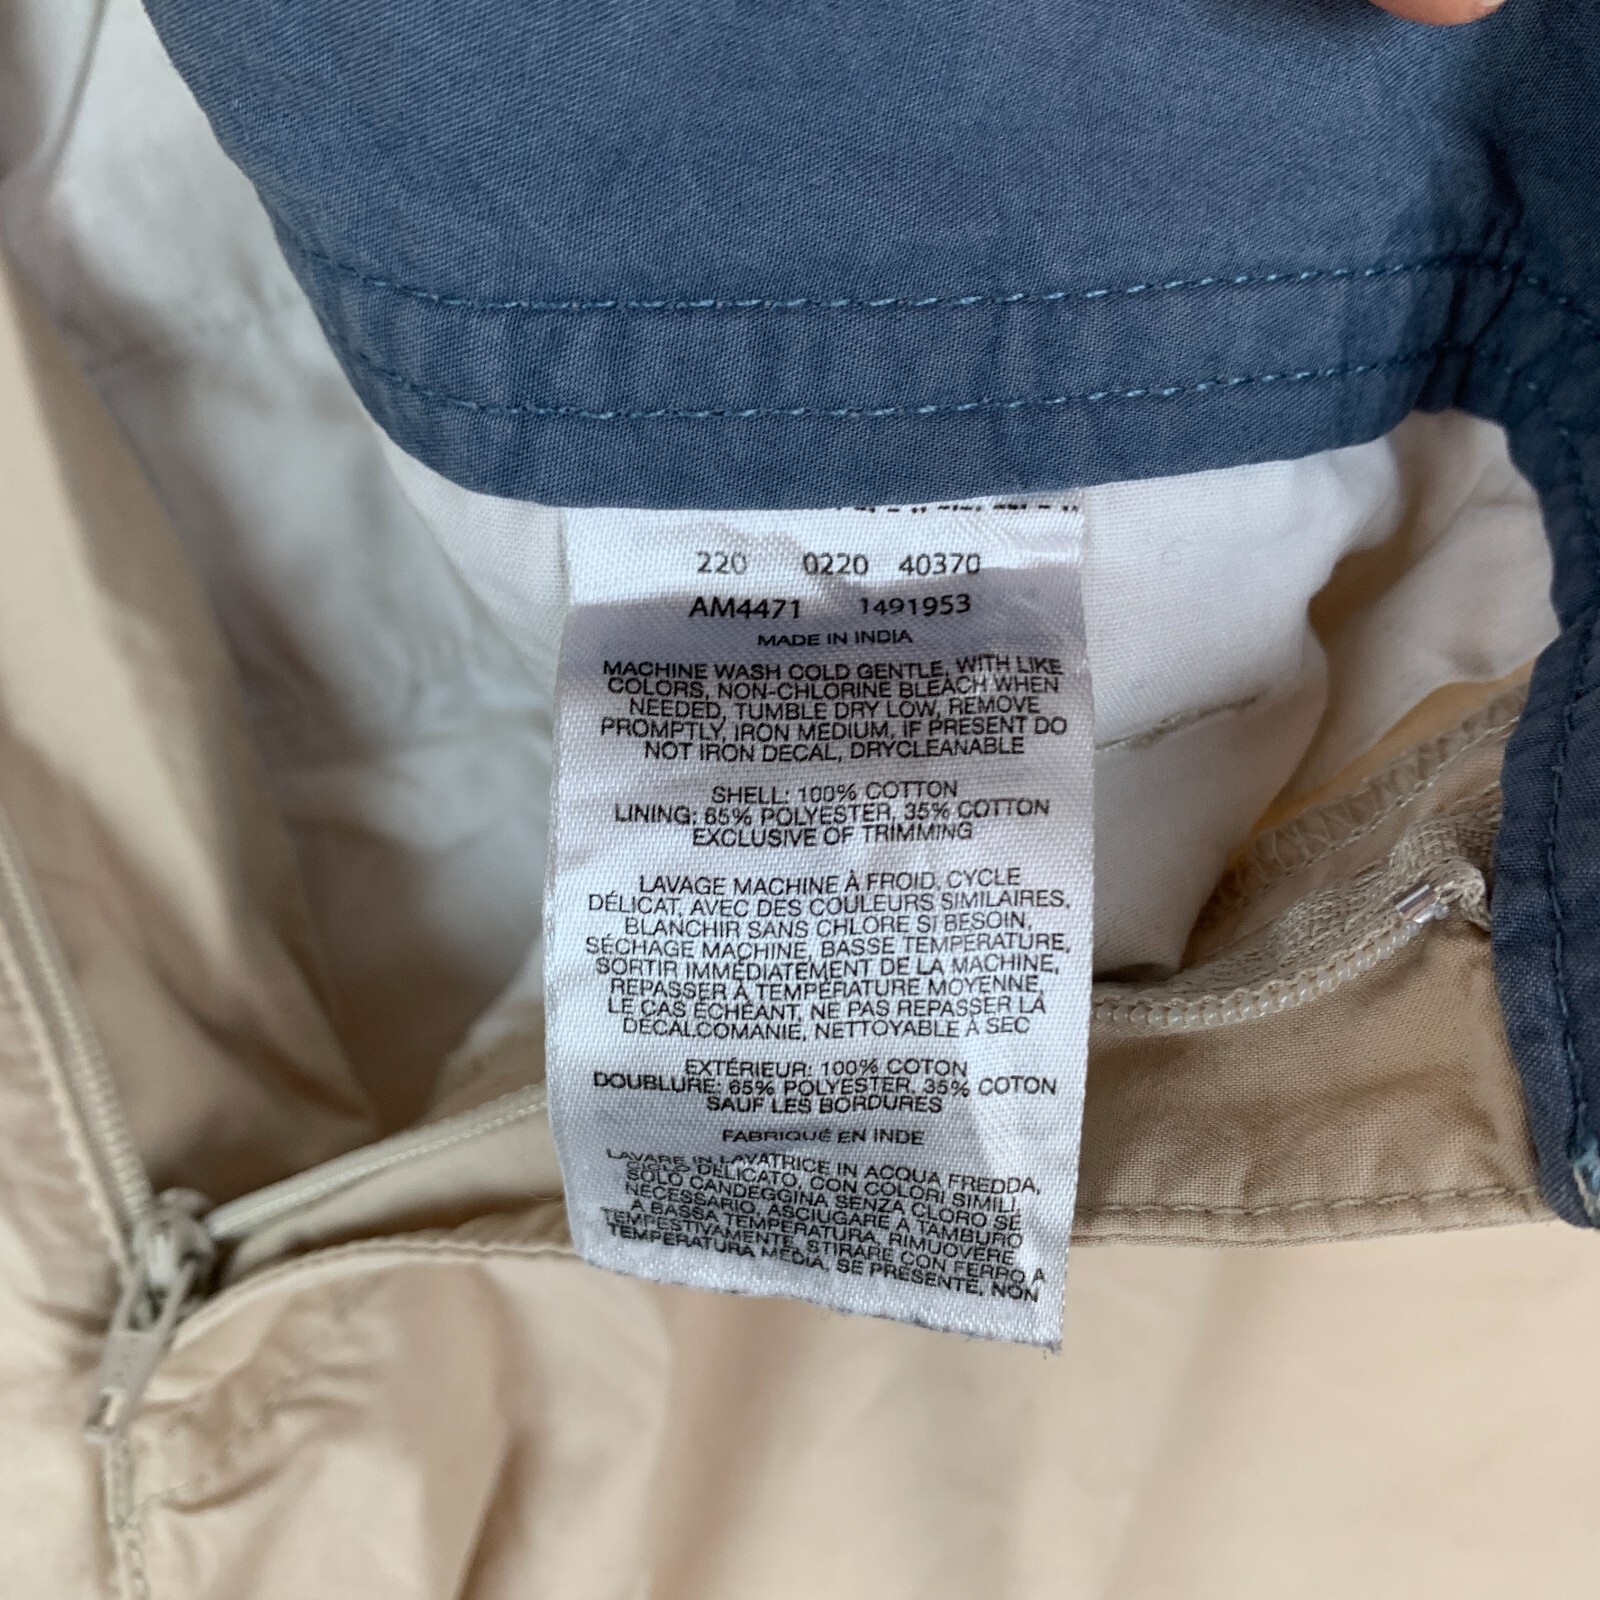 220 0220 40370
AM4471 1491953
MADE IN INDIA
MACHINE WASH COLD GENTLE, WITH LIKE
COLORS, NON-CHLORINE BLEACH WHEN
NEEDED, TUMBLE DRY LOW, REMOVE
PROMPTLY, IRON MEDIUM, IF PRESENT DO
NOT IRON DECAL, DRYCLEANABLE
SHELL: 100% COTTON
LINING: 65% POLYESTER, 35% COTTON
EXCLUSIVE OF TRIMMING
LAVAGE MACHINE À FROID, CYCLE
DÉLICAT, AVEC DES COULEURS SIMILAIRES,
BLANCHIR SANS CHLORE SI BESOIN,
SÉCHAGE MACHINE, BASSE TEMPÉRATURE,
SORTIR IMMÉDIATEMENT DE LA MACHINE,
REPASSER À TEMPÉRATURE MOYENNE,
LE CAS ÉCHÉANT, NE PAS REPASSER LA
DÉCALCOMANIE, NETTOYABLE À SEC
EXTÉRIEUR: 100% COTON
DOUBLURE: 65% POLYESTER, 35% COTON
SAUF LES BORDURES
FABRIQUÉ EN INDE
LAVARE IN LAVATRICE IN ACQUA FREDDA,
CICLO DELICATO, CON COLORI SIMILI,
SOLO CANDEGGINA SENZA CLORO SE
NECESSARIO, ASCIUGARE A TAMBURO
A BASSA TEMPERATURA, RIMUOVERE
TEMPESTIVAMENTE, STIRARE CON FERRO A
TEMPERATURA MEDIA, SE PRESENTE, NON